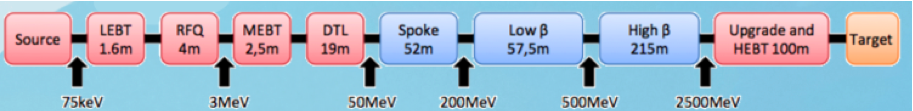 Source
LEBT
1.6m
RFQ
4m
MEBT
2,5m
DTL
19m
Spoke
52m
Low β
57,5m
High β
215m
Upgrade and
HEBT 100m
Target
75keV
3MeV
50MeV
200MeV
500MeV
2500MeV